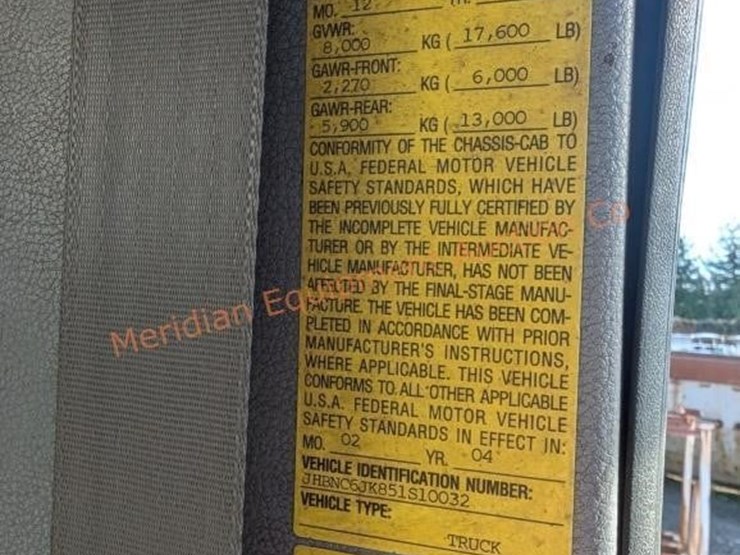 MO. 12
GVWR:
8,000 KG ( 17,600 LB)
GAWR-FRONT:
2,270 KG ( 6,000 LB)
GAWR-REAR:
5,900 KG ( 13,000 LB)
CONFORMITY OF THE CHASSIS-CAB TO
U.S.A. FEDERAL MOTOR VEHICLE
SAFETY STANDARDS, WHICH HAVE
BEEN PREVIOUSLY FULLY CERTIFIED BY
THE INCOMPLETE VEHICLE MANUFAC-
TURER OR BY THE INTERMEDIATE VE-
HICLE MANUFACTURER, HAS NOT BEEN
AFFECTED BY THE FINAL-STAGE MANU-
FACTURE. THE VEHICLE HAS BEEN COM-
PLETED IN ACCORDANCE WITH PRIOR
MANUFACTURER'S INSTRUCTIONS,
WHERE APPLICABLE. THIS VEHICLE
CONFORMS TO ALL OTHER APPLICABLE
U.S.A. FEDERAL MOTOR VEHICLE
SAFETY STANDARDS IN EFFECT IN:
MO. 02 YR. 04
VEHICLE IDENTIFICATION NUMBER:
JHBNC6JK851S10032
VEHICLE TYPE:
TRUCK
Meridian Co